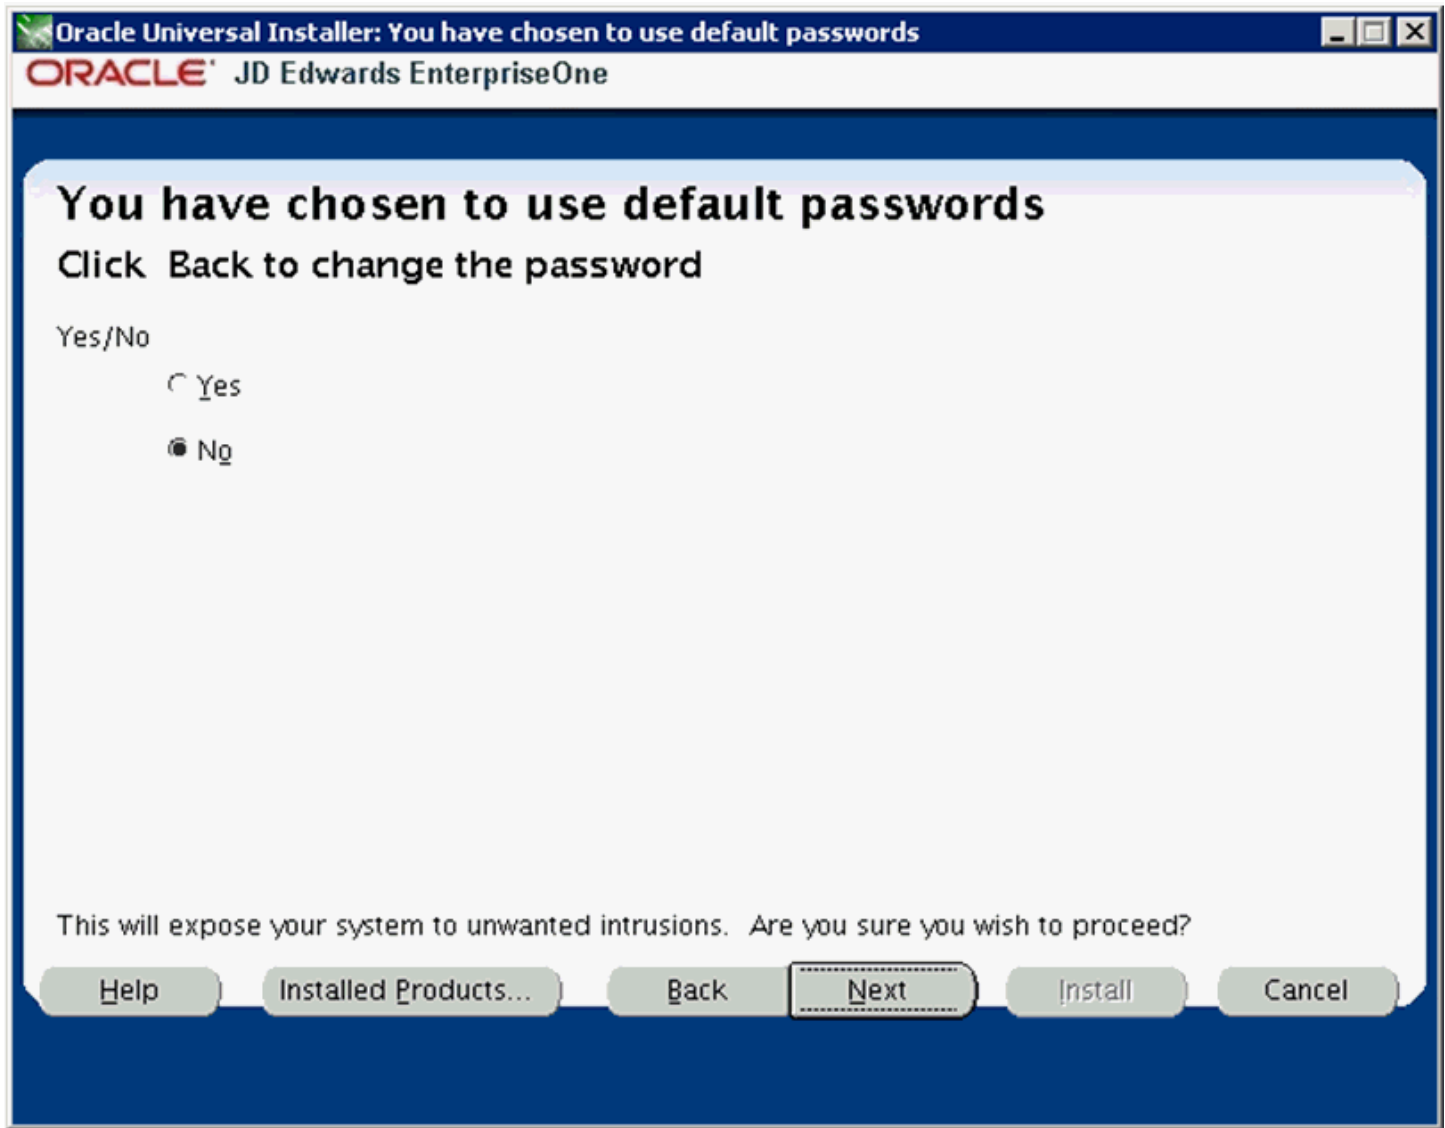 Oracle Universal Installer: You have chosen to use default passwords
ORACLE JD Edwards EnterpriseOne
You have chosen to use default passwords
Click Back to change the password
Yes/No
Yes
No
This will expose your system to unwanted intrusions. Are you sure you wish to proceed?
Help Installed Products... Back Next Install Cancel